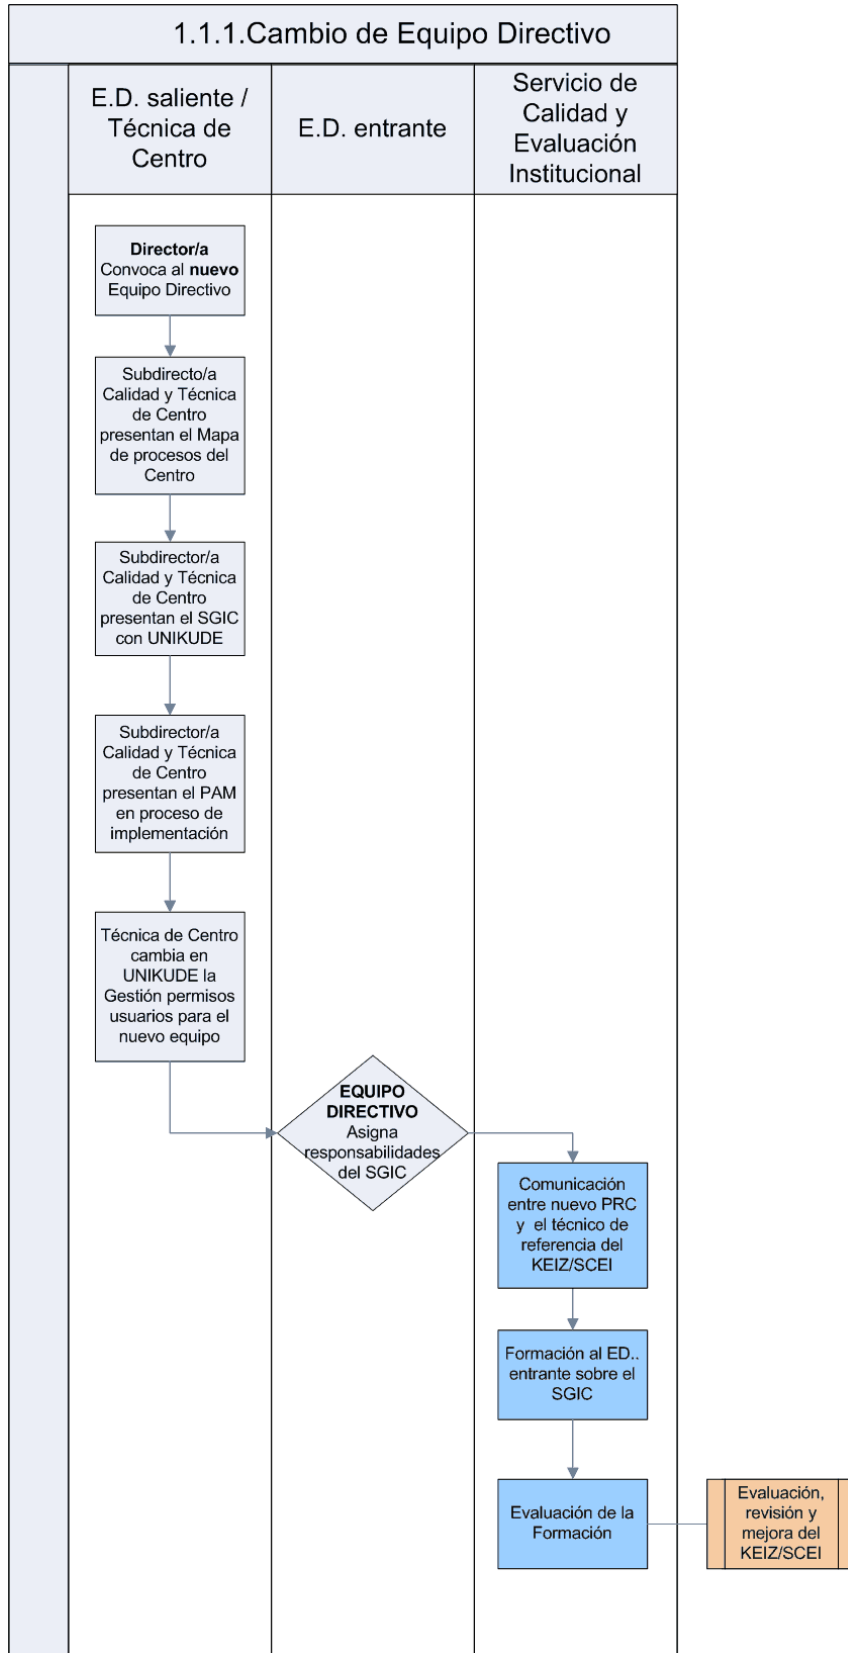 1.1.1.Cambio de Equipo Directivo
E.D. saliente /
Técnica de
Centro
E.D. entrante
Servicio de
Calidad y
Evaluación
Institucional
Director/a
Convoca al nuevo
Equipo Directivo
Subdirecto/a
Calidad y Técnica
de Centro
presentan el Mapa
de procesos del
Centro
Subdirector/a
Calidad y Técnica
de Centro
presentan el SGIC
con UNIKUDE
Subdirector/a
Calidad y Técnica
de Centro
presentan el PAM
en proceso de
implementación
Técnica de Centro
cambia en
UNIKUDE la
Gestión permisos
usuarios para el
nuevo equipo
EQUIPO
DIRECTIVO
Asigna
responsabilidades
del SGIC
Comunicación
entre nuevo PRC
y el técnico de
referencia del
KEIZ/SCEI
Formación al ED..
entrante sobre el
SGIC
Evaluación de la
Formación
Evaluación,
revisión y
mejora del
KEIZ/SCEI